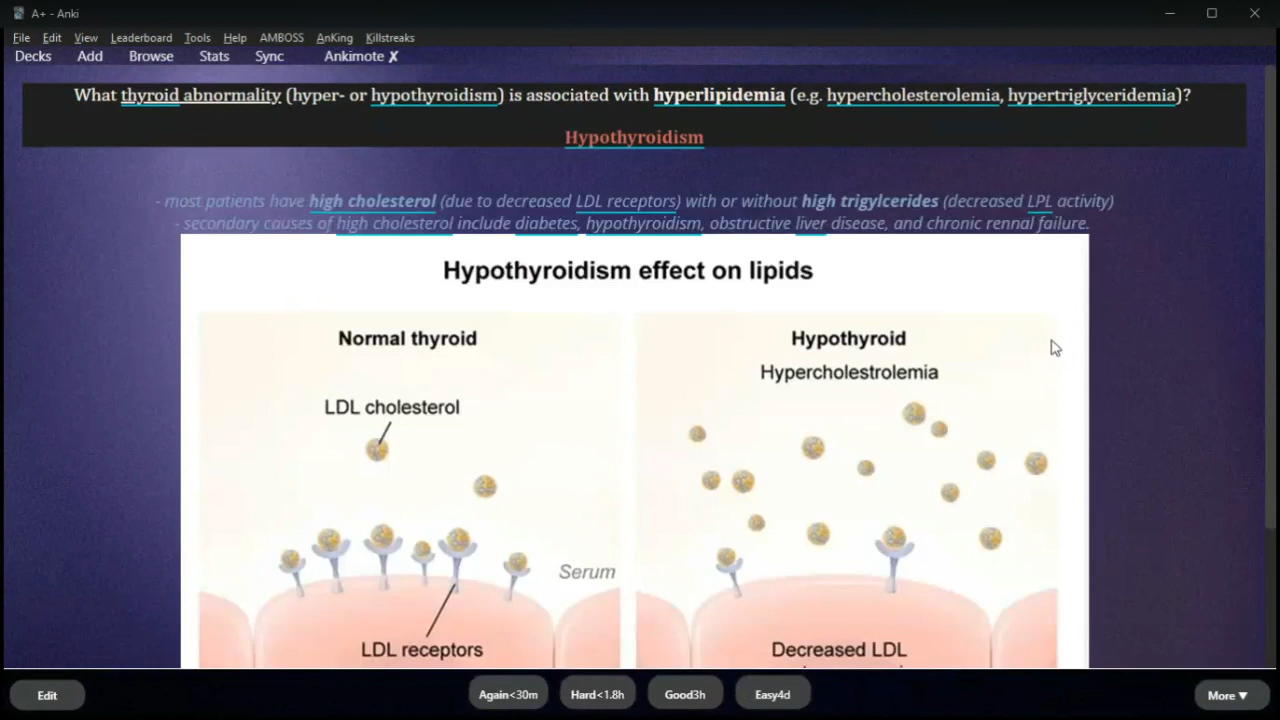 A+ - Anki
File Edit View Leaderboard Tools Help AMBOSS AnKing Killstreaks
Decks Add Browse Stats Sync Ankimote ✗
What thyroid abnormality (hyper- or hypothyroidism) is associated with hyperlipidemia (e.g. hypercholesterolemia, hypertriglyceridemia)?
Hypothyroidism
- most patients have high cholesterol (due to decreased LDL receptors) with or without high trigylcerides (decreased LPL activity)
- secondary causes of high cholesterol include diabetes, hypothyroidism, obstructive liver disease, and chronic rennal failure.
Hypothyroidism effect on lipids
Normal thyroid
LDL cholesterol
Serum
LDL receptors
Hypothyroid
Hypercholestrolemia
Decreased LDL
Edit Again<30m Hard<1.8h Good3h Easy4d More ▼